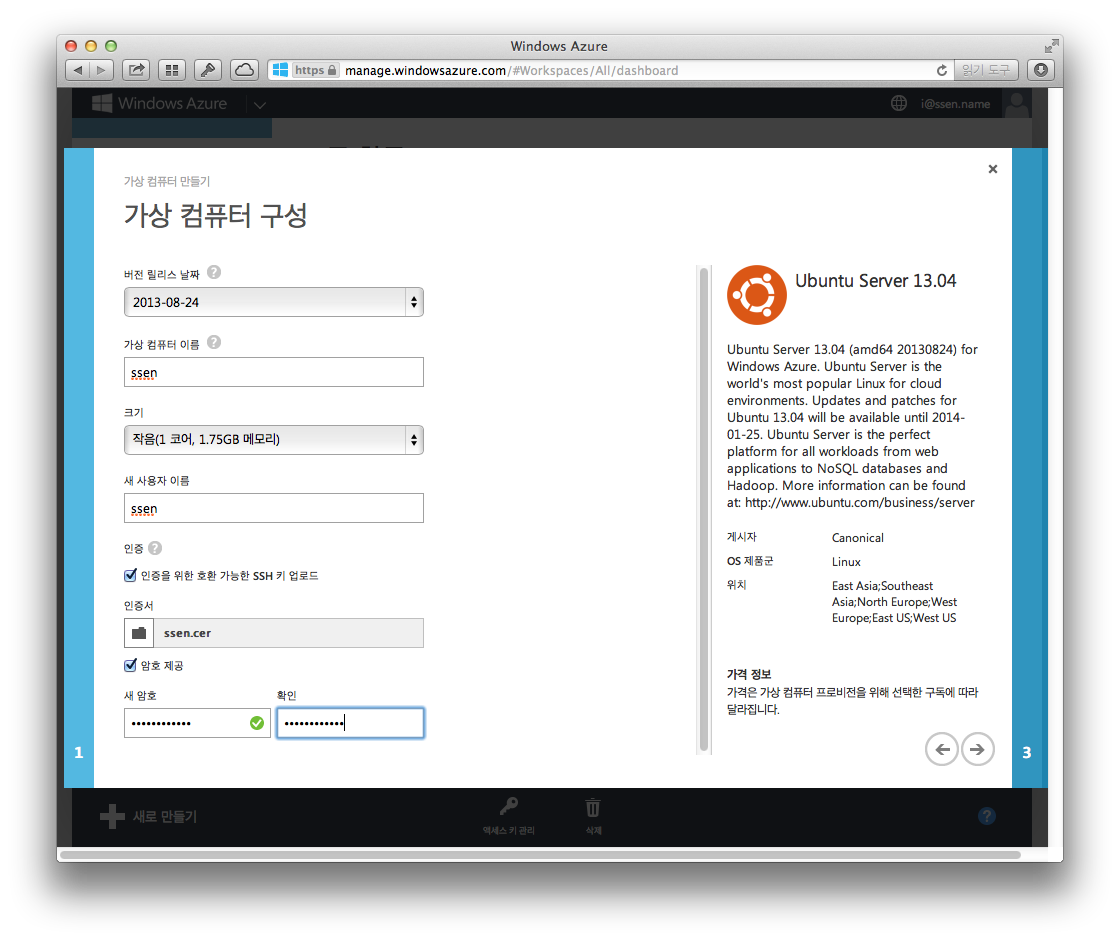 Windows Azure
https manage.windowsazure.com/#Workspaces/All/dashboard 읽기 도구
Windows Azure i@ssen.name
가상 컴퓨터 만들기
가상 컴퓨터 구성
버전 릴리스 날짜 ?
2013-08-24
가상 컴퓨터 이름 ?
ssen
크기
작음(1 코어, 1.75GB 메모리)
새 사용자 이름
ssen
인증 ?
인증을 위한 호환 가능한 SSH 키 업로드
인증서
ssen.cer
암호 제공
새 암호 확인
•••••••••••• ••••••••••••
Ubuntu Server 13.04
Ubuntu Server 13.04 (amd64 20130824) for
Windows Azure. Ubuntu Server is the
world's most popular Linux for cloud
environments. Updates and patches for
Ubuntu 13.04 will be available until 2014-
01-25. Ubuntu Server is the perfect
platform for all workloads from web
applications to NoSQL databases and
Hadoop. More information can be found
at: http://www.ubuntu.com/business/server
게시자 Canonical
OS 제품군 Linux
위치 East Asia;Southeast
Asia;North Europe;West
Europe;East US;West US
가격 정보
가격은 가상 컴퓨터 프로비전을 위해 선택한 구독에 따라
달라집니다.
1 3
새로 만들기 액세스 키 관리 삭제 ?